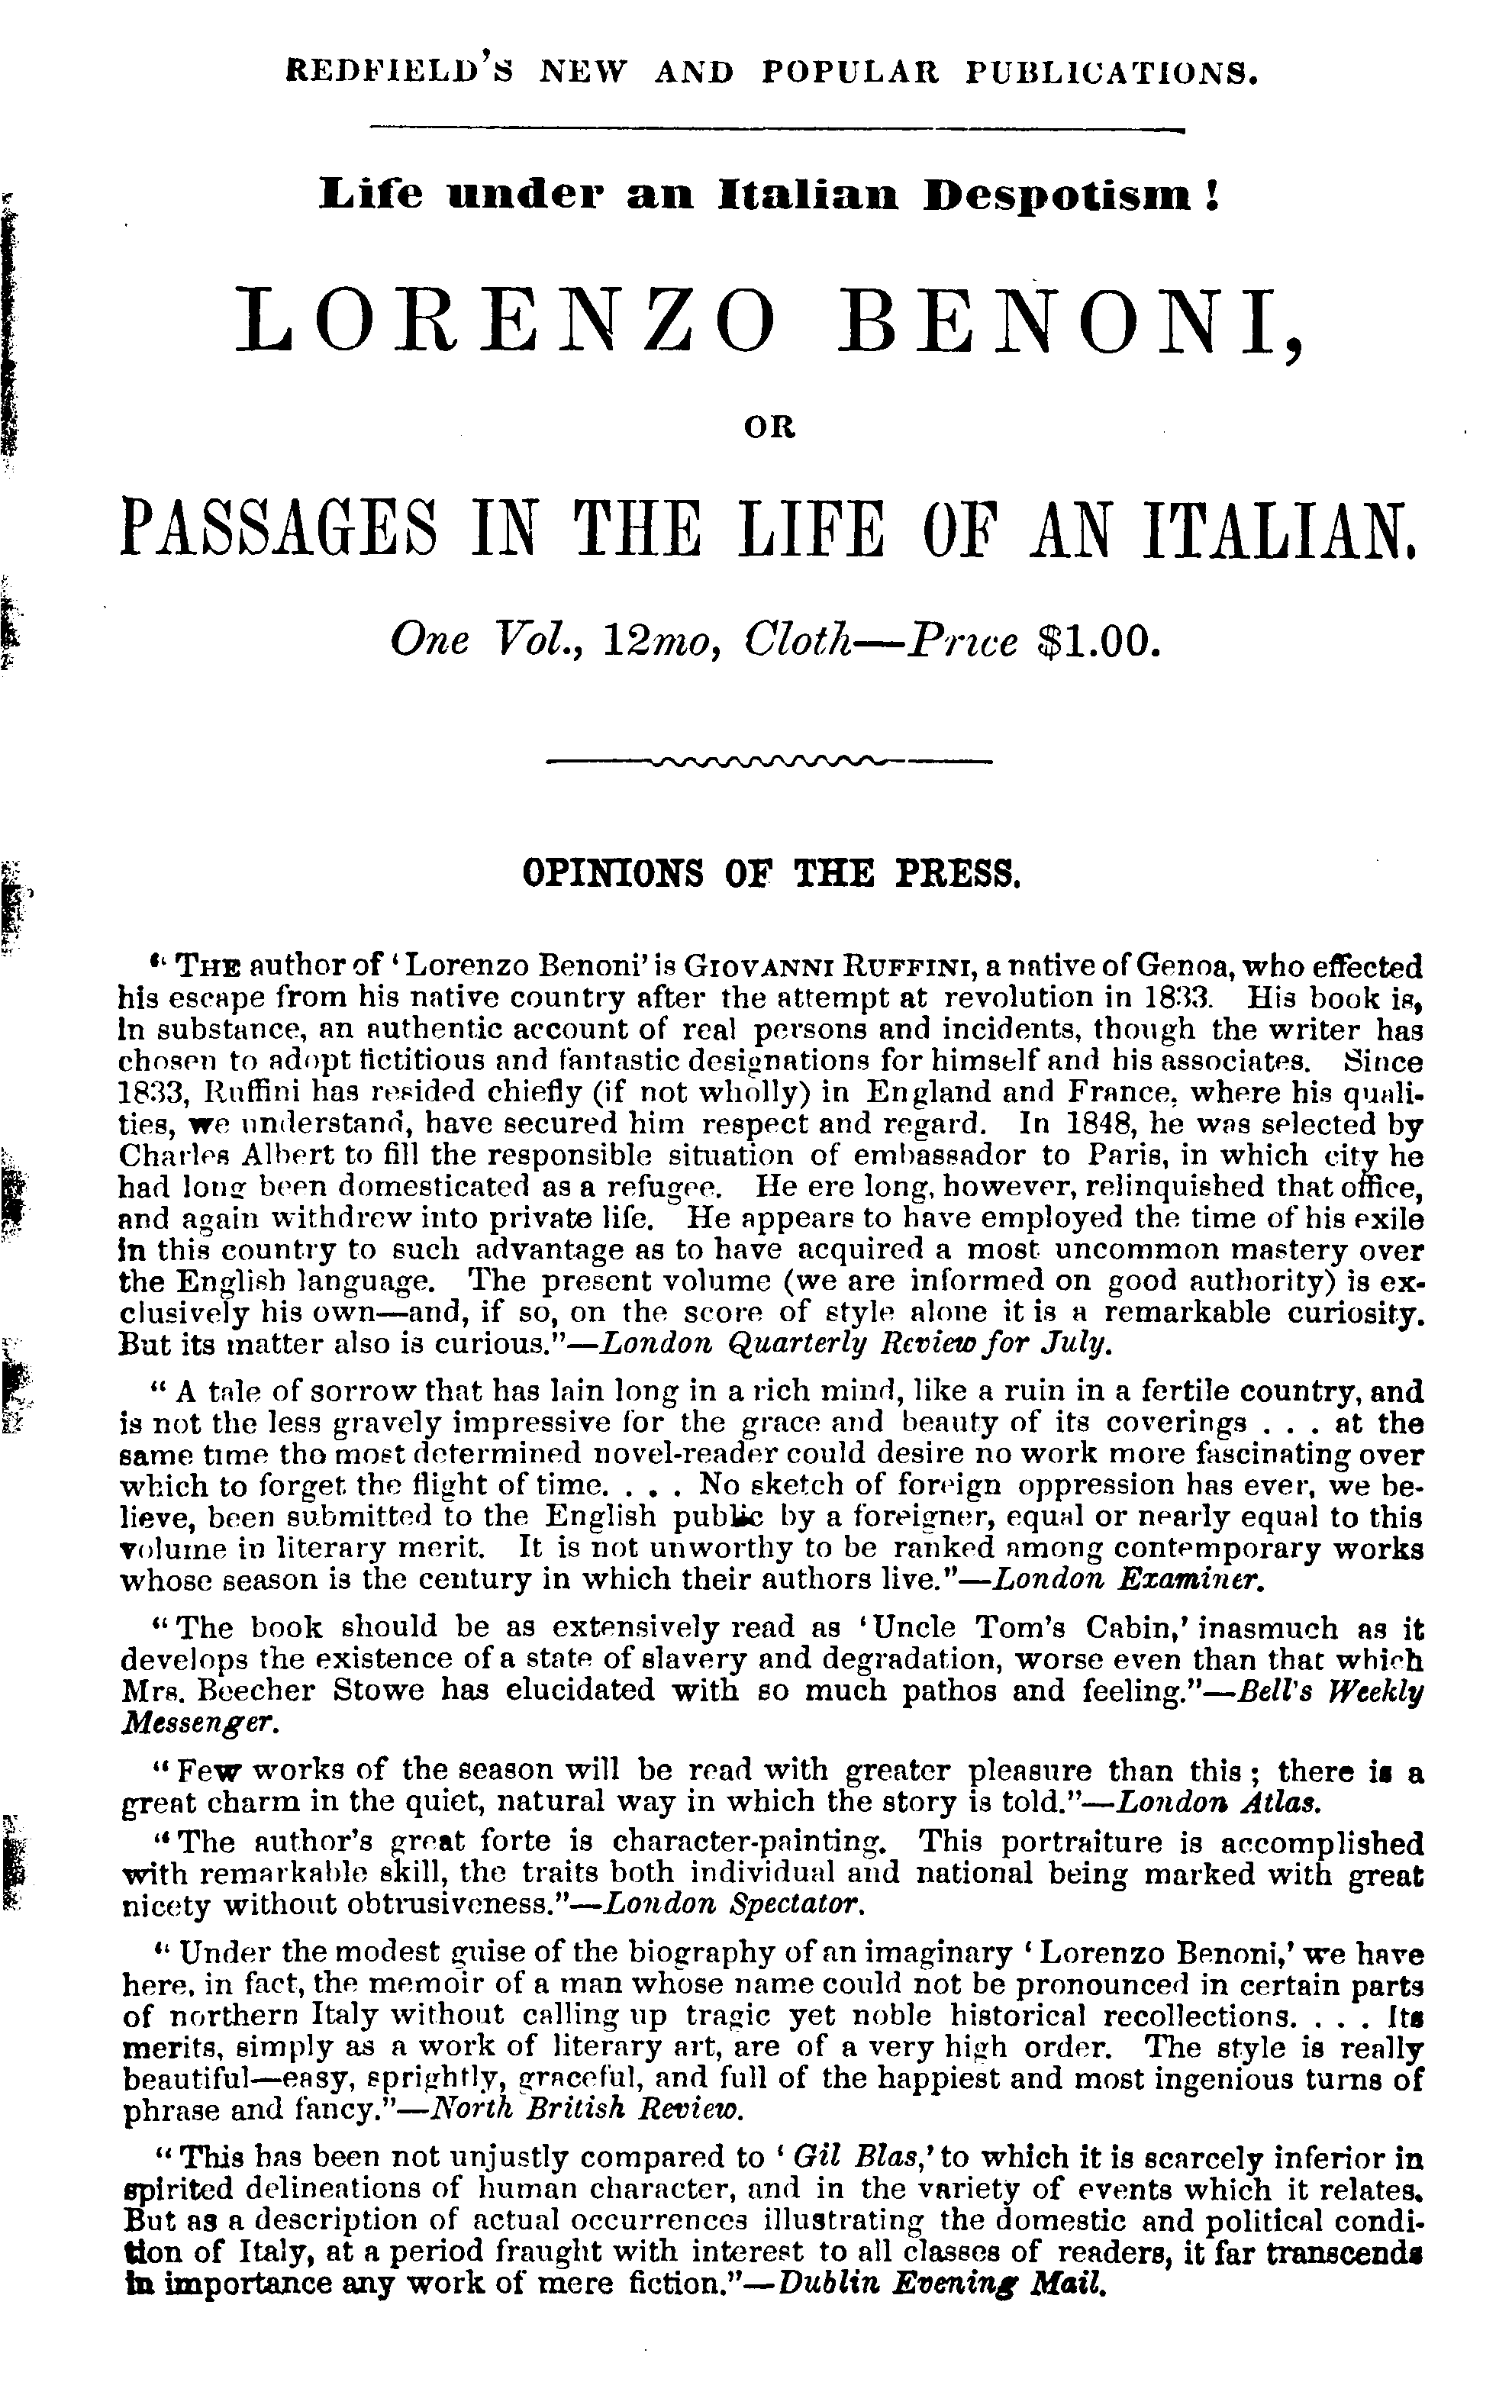 REDFIELD'S NEW AND POPULAR PUBLICATIONS.
Life under an Italian Despotism!
LORENZO BENONI,
OR
PASSAGES IN THE LIFE OF AN ITALIAN.
One Vol., 12mo, Cloth—Price $1.00.
OPINIONS OF THE PRESS.
"THE author of 'Lorenzo Benoni' is GIOVANNI RUFFINI, a native of Genoa, who effected
his escape from his native country after the attempt at revolution in 1833. His book is,
in substance, an authentic account of real persons and incidents, though the writer has
chosen to adopt fictitious and fantastic designations for himself and his associates. Since
1833, Ruffini has resided chiefly (if not wholly) in England and France, where his quali-
ties, we understand, have secured him respect and regard. In 1848, he was selected by
Charles Albert to fill the responsible situation of embassador to Paris, in which city he
had long been domesticated as a refugee. He ere long, however, relinquished that office,
and again withdrew into private life. He appears to have employed the time of his exile
in this country to such advantage as to have acquired a most uncommon mastery over
the English language. The present volume (we are informed on good authority) is ex-
clusively his own—and, if so, on the score of style alone it is a remarkable curiosity.
But its matter also is curious."—London Quarterly Review for July.
"A tale of sorrow that has lain long in a rich mind, like a ruin in a fertile country, and
is not the less gravely impressive for the grace and beauty of its coverings . . . at the
same time the most determined novel-reader could desire no work more fascinating over
which to forget the flight of time. . . . No sketch of foreign oppression has ever, we be-
lieve, been submitted to the English public by a foreigner, equal or nearly equal to this
volume in literary merit. It is not unworthy to be ranked among contemporary works
whose season is the century in which their authors live."—London Examiner.
"The book should be as extensively read as 'Uncle Tom's Cabin,' inasmuch as it
develops the existence of a state of slavery and degradation, worse even than that which
Mrs. Beecher Stowe has elucidated with so much pathos and feeling."—Bell's Weekly
Messenger.
"Few works of the season will be read with greater pleasure than this; there is a
great charm in the quiet, natural way in which the story is told."—London Atlas.
"The author's great forte is character-painting. This portraiture is accomplished
with remarkable skill, the traits both individual and national being marked with great
nicety without obtrusiveness."—London Spectator.
"Under the modest guise of the biography of an imaginary 'Lorenzo Benoni,' we have
here, in fact, the memoir of a man whose name could not be pronounced in certain parts
of northern Italy without calling up tragic yet noble historical recollections. . . . Its
merits, simply as a work of literary art, are of a very high order. The style is really
beautiful—easy, sprightly, graceful, and full of the happiest and most ingenious turns of
phrase and fancy."—North British Review.
"This has been not unjustly compared to 'Gil Blas,' to which it is scarcely inferior in
spirited delineations of human character, and in the variety of events which it relates.
But as a description of actual occurrences illustrating the domestic and political condi-
tion of Italy, at a period fraught with interest to all classes of readers, it far transcends
in importance any work of mere fiction."—Dublin Evening Mail.